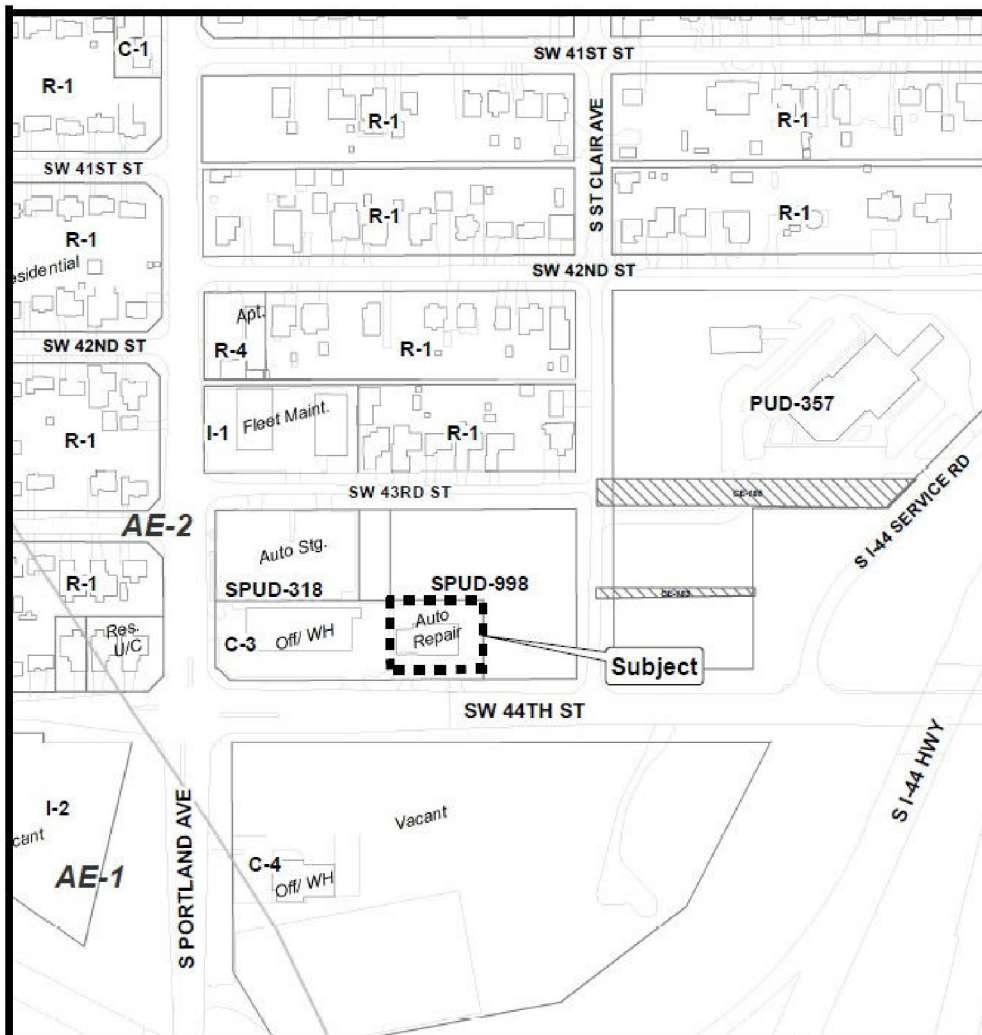 C-1
SW 41ST ST
R-1
R-1
R-1
SW 41ST ST
S ST CLAIR AVE
R-1
R-1
R-1
esidential
SW 42ND ST
Apt.
R-4
R-1
SW 42ND ST
PUD-357
Fleet Maint.
I-1
R-1
R-1
SW 43RD ST
S I-44 SERVICE RD
AE-2
Auto Stg.
R-1
SPUD-318
SPUD-998
Res.
U/C
C-3
Off/ WH
Auto
Repair
Subject
SW 44TH ST
S I-44 HWY
I-2
cant
Vacant
C-4
Off/ WH
AE-1
S PORTLAND AVE